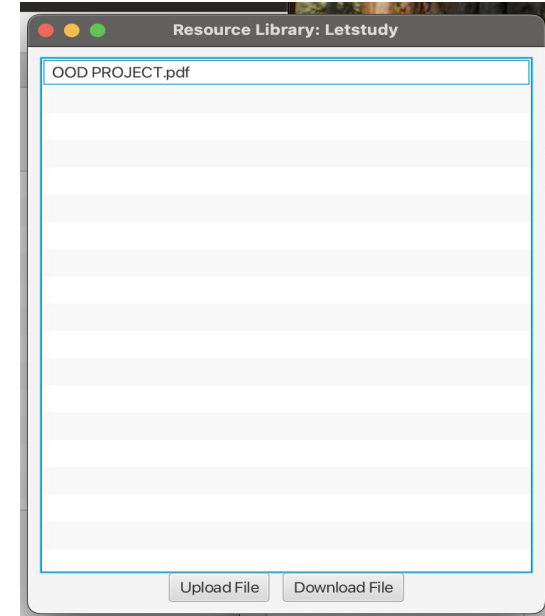 Resource Library: Letstudy
OOD PROJECT.pdf
Upload File Download File